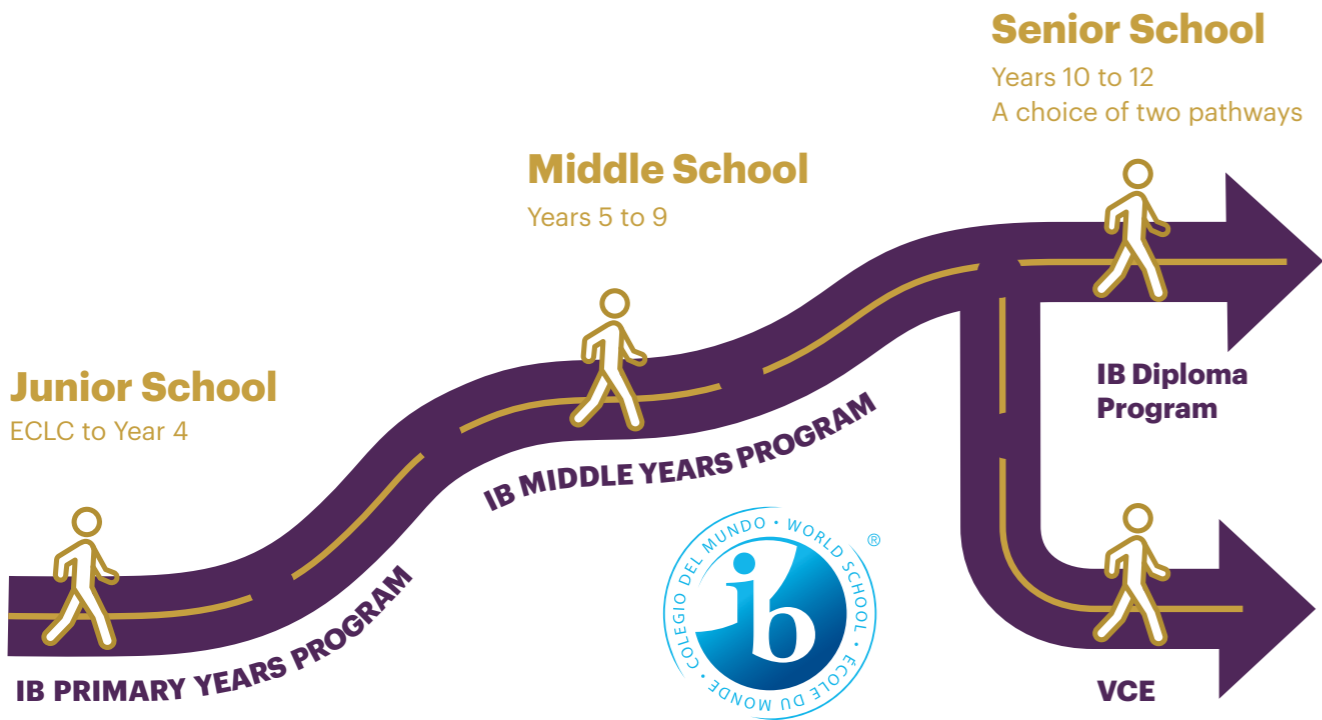 Senior School
Years 10 to 12
A choice of two pathways
Middle School
Years 5 to 9
Junior School
ECLC to Year 4
IB Diploma
Program
IB MIDDLE YEARS PROGRAM
IB PRIMARY YEARS PROGRAM
VCE
ib
COLEGIO DEL MUNDO • WORLD SCHOOL • ÉCOLE DU MONDE •
®